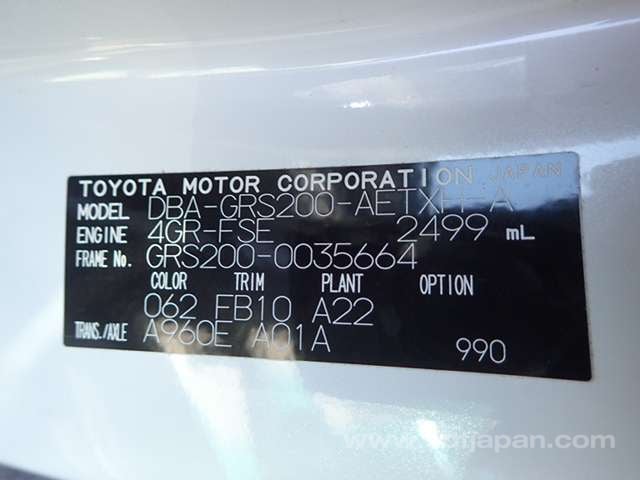 TOYOTA MOTOR CORPORATION JAPAN
MODEL DBA-GRS200-AETXH-A
ENGINE 4GR-FSE 2499 mL
FRAME No. GRS200-0035664
COLOR TRIM PLANT OPTION
062 FB10 A22
TRANS./AXLE A960E A01A
990